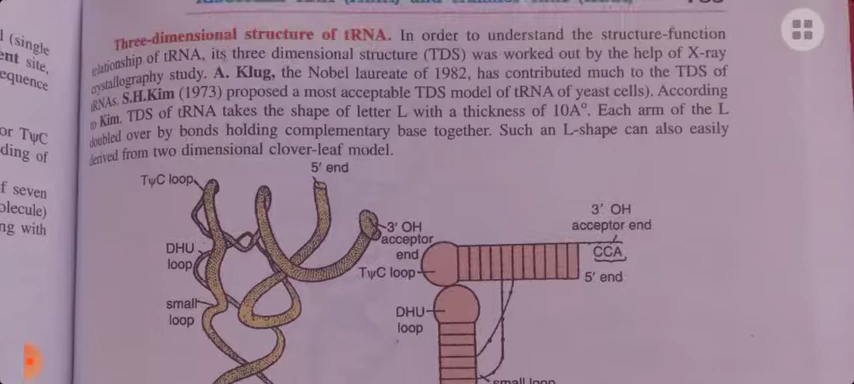 l (single
ent site,
equence
or TψC
ding of
f seven
olecule)
ng with
Three-dimensional structure of tRNA. In order to understand the structure-function
relationship of tRNA, its three dimensional structure (TDS) was worked out by the help of X-ray
crystallography study. A. Klug, the Nobel laureate of 1982, has contributed much to the TDS of
tRNAs. S.H.Kim (1973) proposed a most acceptable TDS model of tRNA of yeast cells). According
to Kim. TDS of tRNA takes the shape of letter L with a thickness of 10A°. Each arm of the L
doubled over by bonds holding complementary base together. Such an L-shape can also easily
derived from two dimensional clover-leaf model.
TψC loop
5′ end
3′ OH
acceptor
end
DHU
loop
small
loop
3′ OH
acceptor end
CCA
5′ end
TψC loop
DHU
loop
small loop